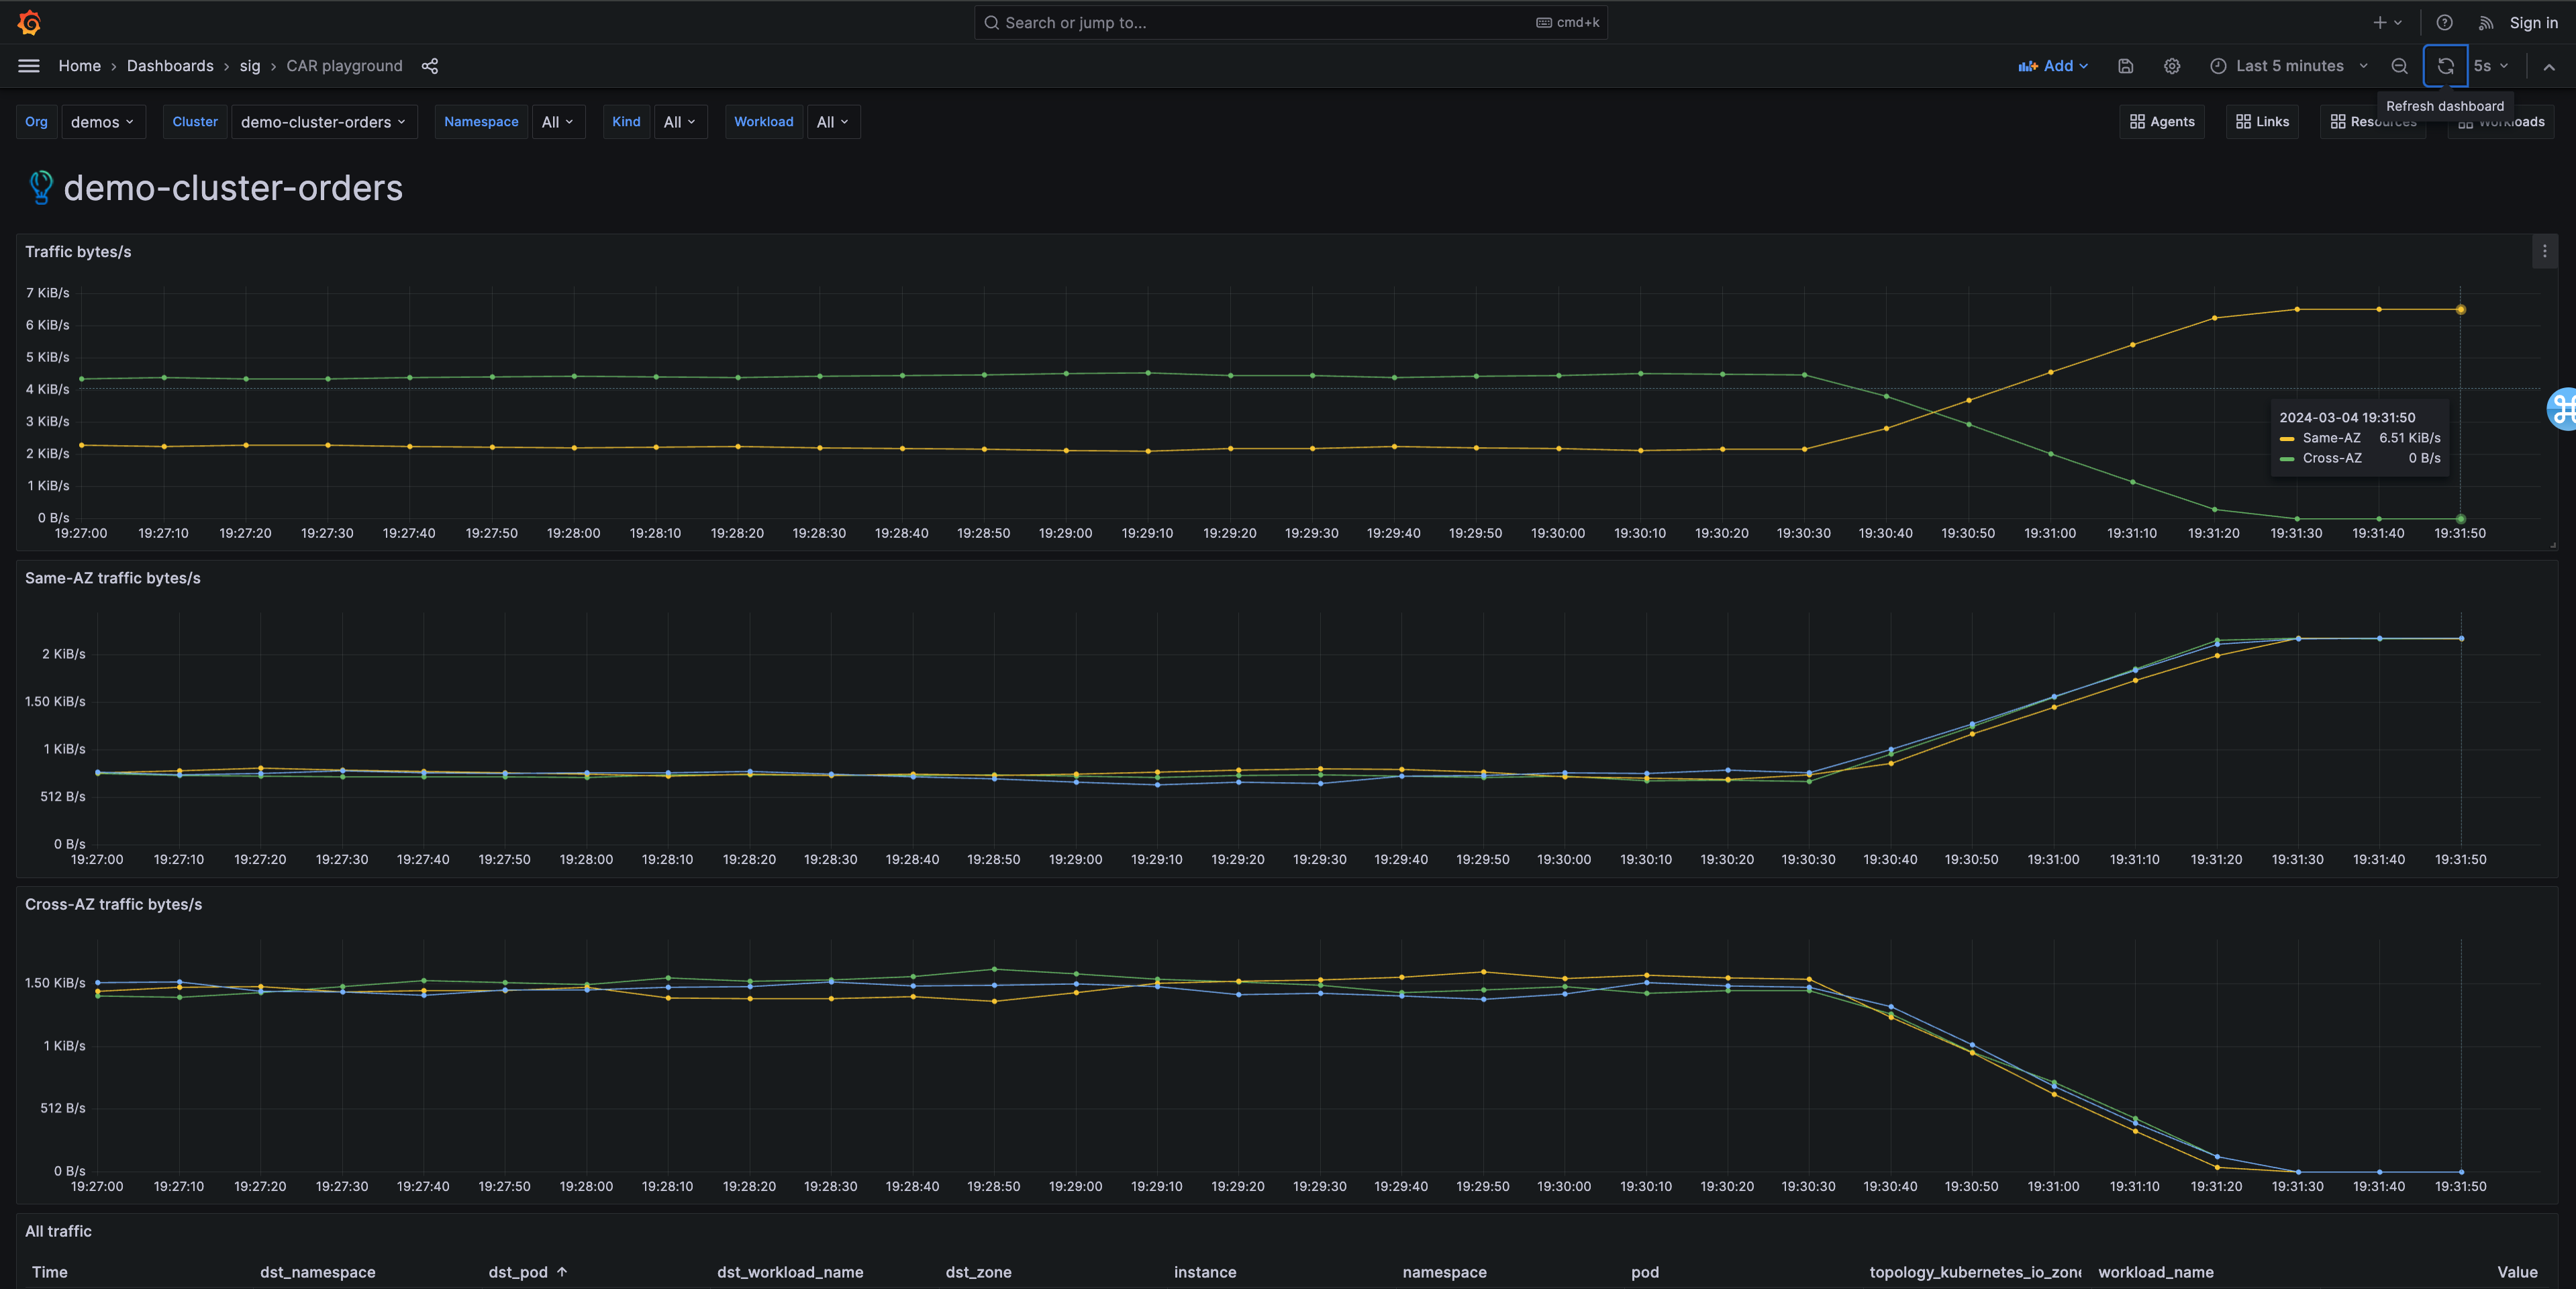 Search or jump to... cmd+k Sign in
Home › Dashboards › sig › CAR playground Add Last 5 minutes 5s
Refresh dashboard
Org demos Cluster demo-cluster-orders Namespace All Kind All Workload All Agents Links Resources Workloads
demo-cluster-orders
Traffic bytes/s
7 KiB/s
6 KiB/s
5 KiB/s
4 KiB/s
3 KiB/s
2 KiB/s
1 KiB/s
0 B/s
2024-03-04 19:31:50
Same-AZ 6.51 KiB/s
Cross-AZ 0 B/s
19:27:00 19:27:10 19:27:20 19:27:30 19:27:40 19:27:50 19:28:00 19:28:10 19:28:20 19:28:30 19:28:40 19:28:50 19:29:00 19:29:10 19:29:20 19:29:30 19:29:40 19:29:50 19:30:00 19:30:10 19:30:20 19:30:30 19:30:40 19:30:50 19:31:00 19:31:10 19:31:20 19:31:30 19:31:40 19:31:50
Same-AZ traffic bytes/s
2 KiB/s
1.50 KiB/s
1 KiB/s
512 B/s
0 B/s
19:27:00 19:27:10 19:27:20 19:27:30 19:27:40 19:27:50 19:28:00 19:28:10 19:28:20 19:28:30 19:28:40 19:28:50 19:29:00 19:29:10 19:29:20 19:29:30 19:29:40 19:29:50 19:30:00 19:30:10 19:30:20 19:30:30 19:30:40 19:30:50 19:31:00 19:31:10 19:31:20 19:31:30 19:31:40 19:31:50
Cross-AZ traffic bytes/s
1.50 KiB/s
1 KiB/s
512 B/s
0 B/s
19:27:00 19:27:10 19:27:20 19:27:30 19:27:40 19:27:50 19:28:00 19:28:10 19:28:20 19:28:30 19:28:40 19:28:50 19:29:00 19:29:10 19:29:20 19:29:30 19:29:40 19:29:50 19:30:00 19:30:10 19:30:20 19:30:30 19:30:40 19:30:50 19:31:00 19:31:10 19:31:20 19:31:30 19:31:40 19:31:50
All traffic
Time dst_namespace dst_pod ↑ dst_workload_name dst_zone instance namespace pod topology_kubernetes_io_zone workload_name Value